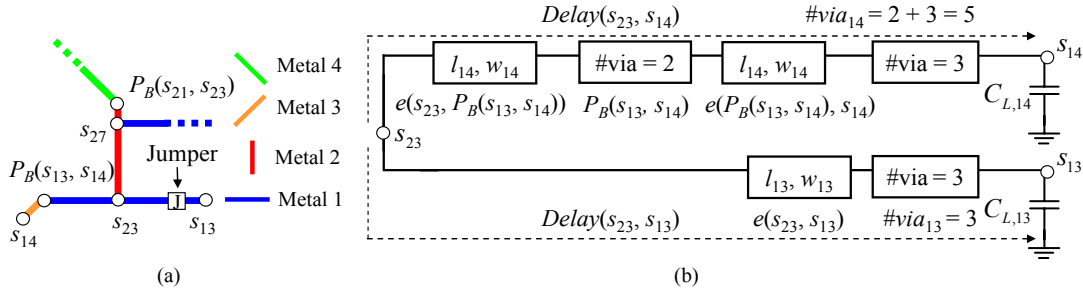 Metal 4
P_B(s_21, s_23)
Metal 3
s_27
Jumper
Metal 2
P_B(s_13, s_14)
J
Metal 1
s_23
s_13
s_14
(a)
Delay(s_23, s_14)
#via_14 = 2 + 3 = 5
s_14
l_14, w_14
#via = 2
l_14, w_14
#via = 3
C_L,14
e(s_23, P_B(s_13, s_14))
P_B(s_13, s_14)
e(P_B(s_13, s_14), s_14)
s_23
s_13
l_13, w_13
#via = 3
C_L,13
Delay(s_23, s_13)
e(s_23, s_13)
#via_13 = 3
(b)